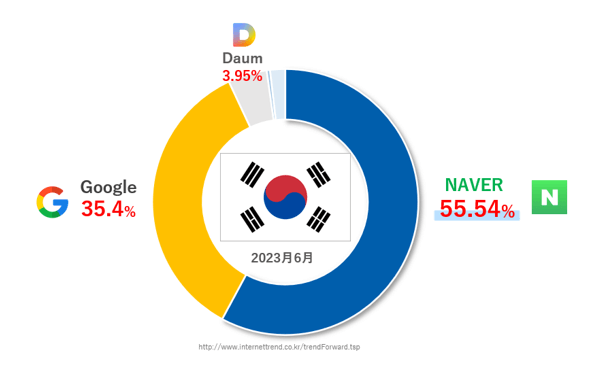 D
Daum
3.95%
G
Google
35.4%
NAVER
55.54%
N
2023月6月
http://www.internettrend.co.kr/trendForward.tsp